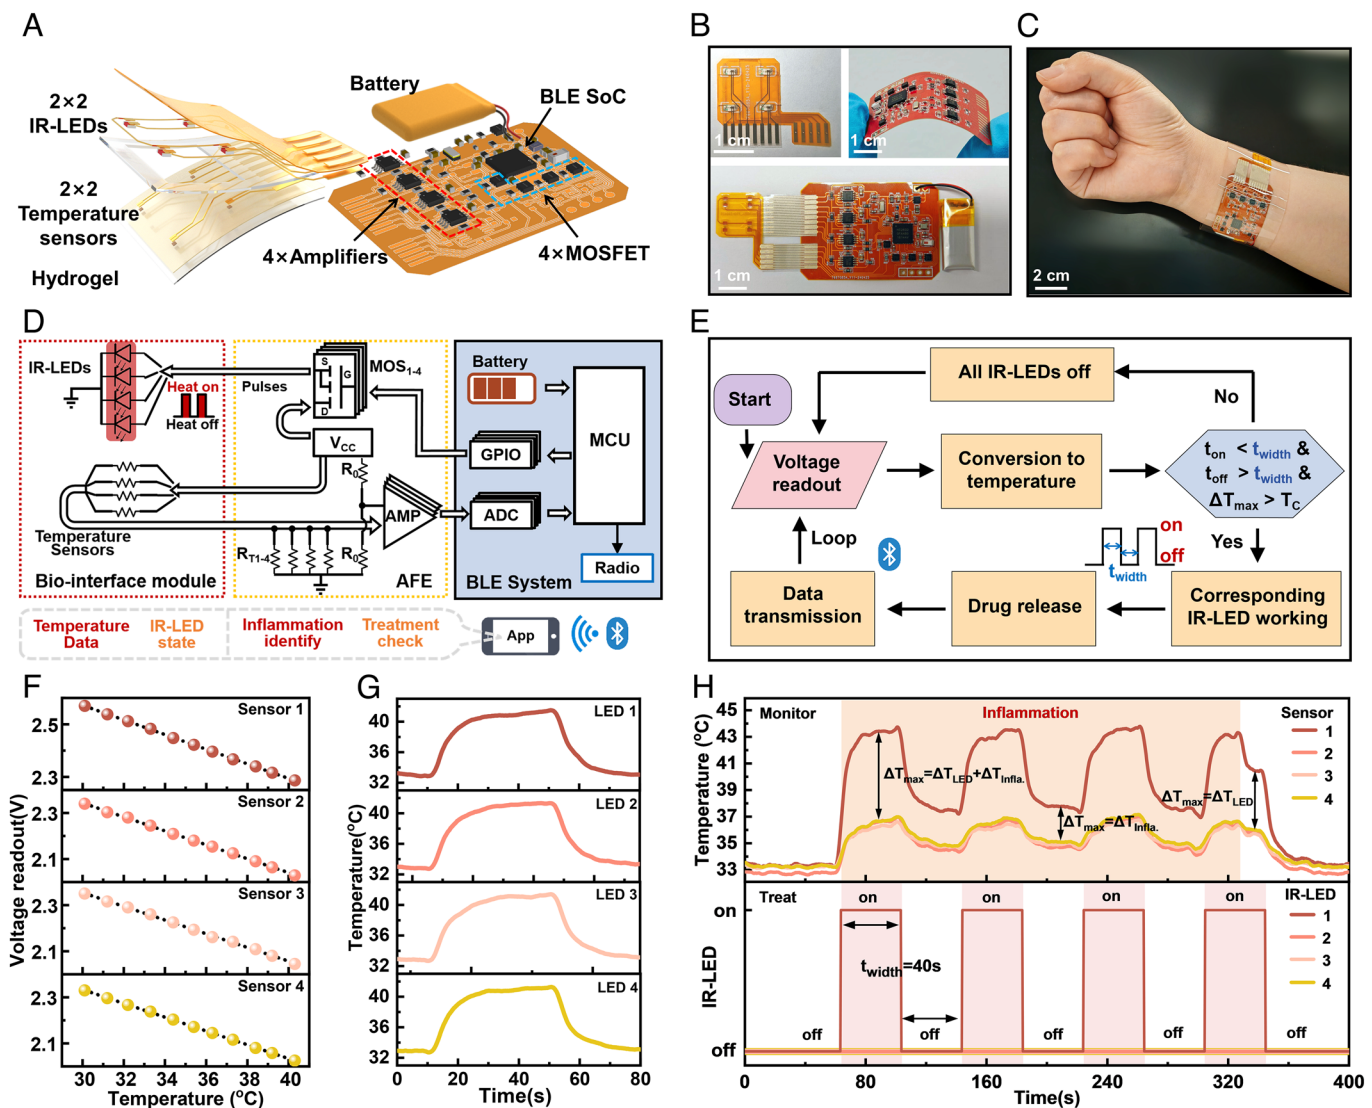 A
2×2
IR-LEDs
2×2
Temperature
sensors
Hydrogel
Battery
BLE SoC
4×Amplifiers
4×MOSFET
B
1 cm
1 cm
1 cm
C
2 cm
D
IR-LEDs
Heat on
Heat off
Pulses
S
G
D
MOS1-4
VCC
R0
AMP
RT1-4
R0
Temperature
Sensors
Bio-interface module
AFE
Battery
GPIO
ADC
MCU
Radio
BLE System
Temperature
Data
IR-LED
state
Inflammation
identify
Treatment
check
App
E
Start
All IR-LEDs off
No
Voltage
readout
Conversion to
temperature
ton < twidth &
toff > twidth &
ΔTmax > TC
Yes
on
off
twidth
Loop
Data
transmission
Drug release
Corresponding
IR-LED working
F
Voltage readout(V)
2.5
2.3
Sensor 1
2.3
2.1
Sensor 2
2.3
2.1
Sensor 3
2.3
2.1
Sensor 4
30 32 34 36 38 40
Temperature (°C)
G
Temperature(°C)
40
36
32
LED 1
40
36
32
LED 2
40
36
32
LED 3
40
36
32
LED 4
0 20 40 60 80
Time(s)
H
Temperature (°C)
45
43
41
39
37
35
33
Monitor
Inflammation
Sensor
1
2
3
4
ΔTmax=ΔTLED+ΔTInfla.
ΔTmax=ΔTInfla.
ΔTmax=ΔTLED
IR-LED
on
off
Treat
on on on on
IR-LED
1
2
3
4
twidth=40s
off off off off off
0 80 160 240 320 400
Time(s)